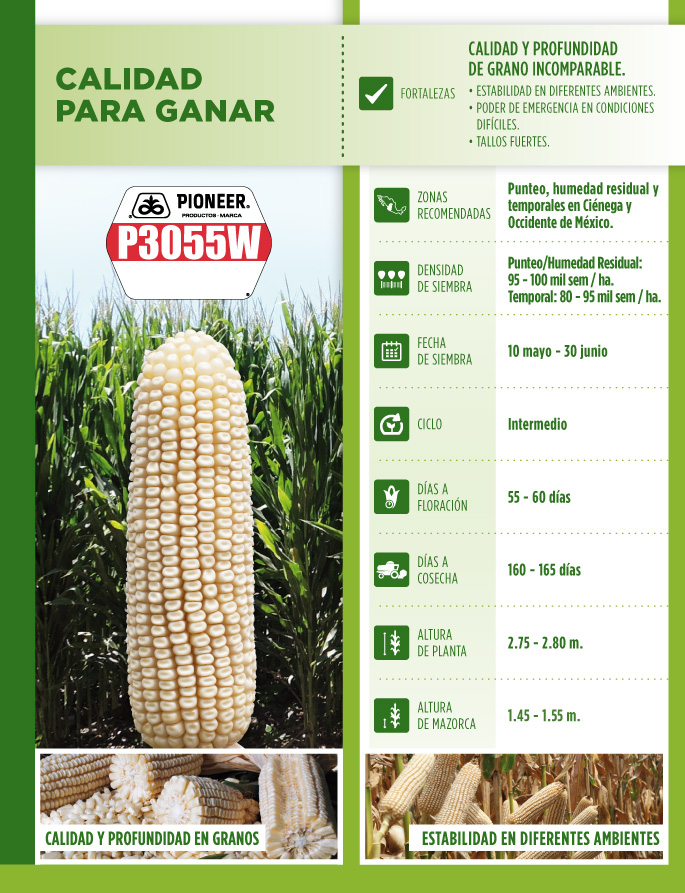 CALIDAD
PARA GANAR
FORTALEZAS
CALIDAD Y PROFUNDIDAD
DE GRANO INCOMPARABLE.
• ESTABILIDAD EN DIFERENTES AMBIENTES.
• PODER DE EMERGENCIA EN CONDICIONES
DIFÍCILES.
• TALLOS FUERTES.
PIONEER®
PRODUCTOS · MARCA
P3055W
ZONAS
RECOMENDADAS
Punteo, humedad residual y
temporales en Ciénega y
Occidente de México.
DENSIDAD
DE SIEMBRA
Punteo/Humedad Residual:
95 - 100 mil sem / ha.
Temporal: 80 - 95 mil sem / ha.
FECHA
DE SIEMBRA
10 mayo - 30 junio
CICLO
Intermedio
DÍAS A
FLORACIÓN
55 - 60 días
DÍAS A
COSECHA
160 - 165 días
ALTURA
DE PLANTA
2.75 - 2.80 m.
ALTURA
DE MAZORCA
1.45 - 1.55 m.
CALIDAD Y PROFUNDIDAD EN GRANOS
ESTABILIDAD EN DIFERENTES AMBIENTES